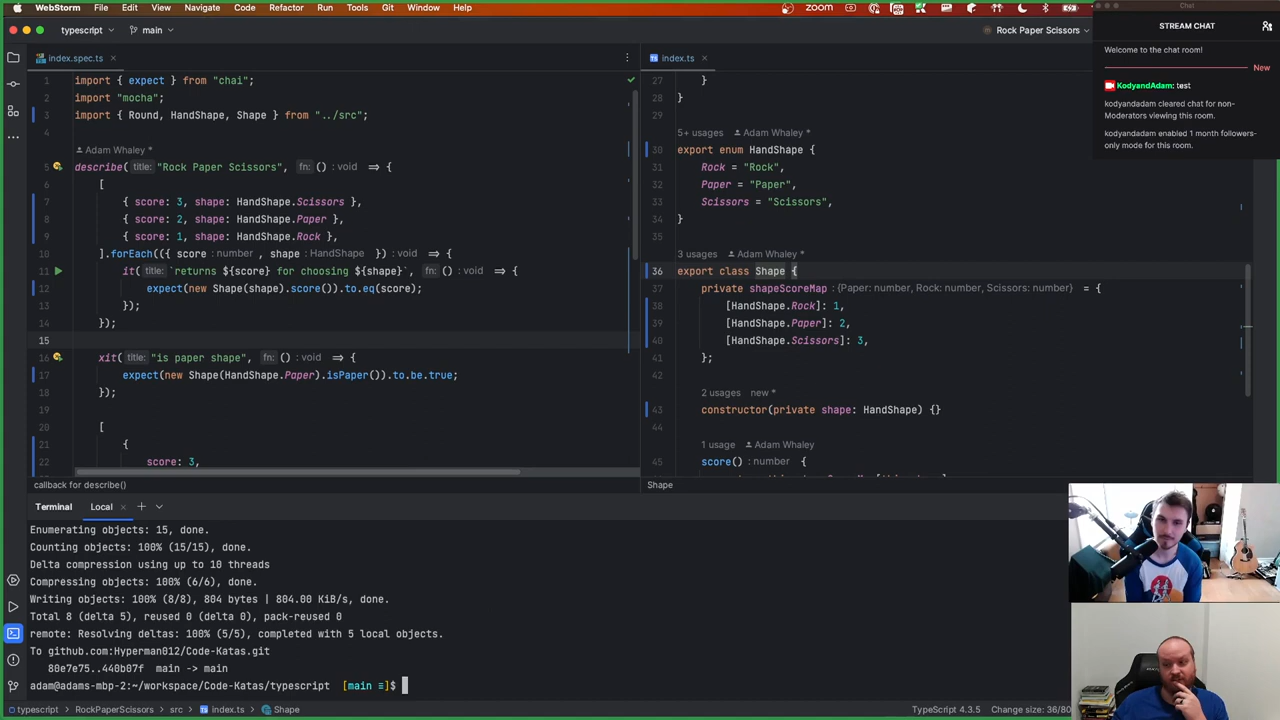 WebStorm File Edit View Navigate Code Refactor Run Tools Git Window Help zoom
typescript main Rock Paper Scissors
index.spec.ts
1 import { expect } from "chai";
2 import "mocha";
3 import { Round, HandShape, Shape } from "../src";
4
Adam Whaley
5 describe( title: "Rock Paper Scissors", fn: () :void => {
6 [
7 { score: 3, shape: HandShape.Scissors },
8 { score: 2, shape: HandShape.Paper },
9 { score: 1, shape: HandShape.Rock },
10 ].forEach(({ score :number , shape :HandShape }) :void => {
11 it( title: `returns ${score} for choosing ${shape}`, fn: () :void => {
12 expect(new Shape(shape).score()).to.eq(score);
13 });
14 });
15
16 xit( title: "is paper shape", fn: () :void => {
17 expect(new Shape(HandShape.Paper).isPaper()).to.be.true;
18 });
19
20 [
21 {
22 score: 3,
callback for describe()
index.ts
27 }
28 }
29
5+ usages Adam Whaley *
30 export enum HandShape {
31 Rock = "Rock",
32 Paper = "Paper",
33 Scissors = "Scissors",
34 }
35
3 usages Adam Whaley *
36 export class Shape {
37 private shapeScoreMap :{Paper: number, Rock: number, Scissors: number} = {
38 [HandShape.Rock]: 1,
39 [HandShape.Paper]: 2,
40 [HandShape.Scissors]: 3,
41 };
42
2 usages new *
43 constructor(private shape: HandShape) {}
44
1 usage Adam Whaley
45 score() :number {
Shape
Chat
STREAM CHAT
Welcome to the chat room!
New
KodyandAdam: test
kodyandadam cleared chat for non-
Moderators viewing this room.
kodyandadam enabled 1 month followers-
only mode for this room.
Terminal Local
Enumerating objects: 15, done.
Counting objects: 100% (15/15), done.
Delta compression using up to 10 threads
Compressing objects: 100% (6/6), done.
Writing objects: 100% (8/8), 804 bytes | 804.00 KiB/s, done.
Total 8 (delta 5), reused 0 (delta 0), pack-reused 0
remote: Resolving deltas: 100% (5/5), completed with 5 local objects.
To github.com:Hyperman012/Code-Katas.git
80e7e75..440b07f main -> main
adam@adams-mbp-2:~/workspace/Code-Katas/typescript [main ≡]$
typescript > RockPaperScissors > src > index.ts > Shape TypeScript 4.3.5 Change size: 36/80